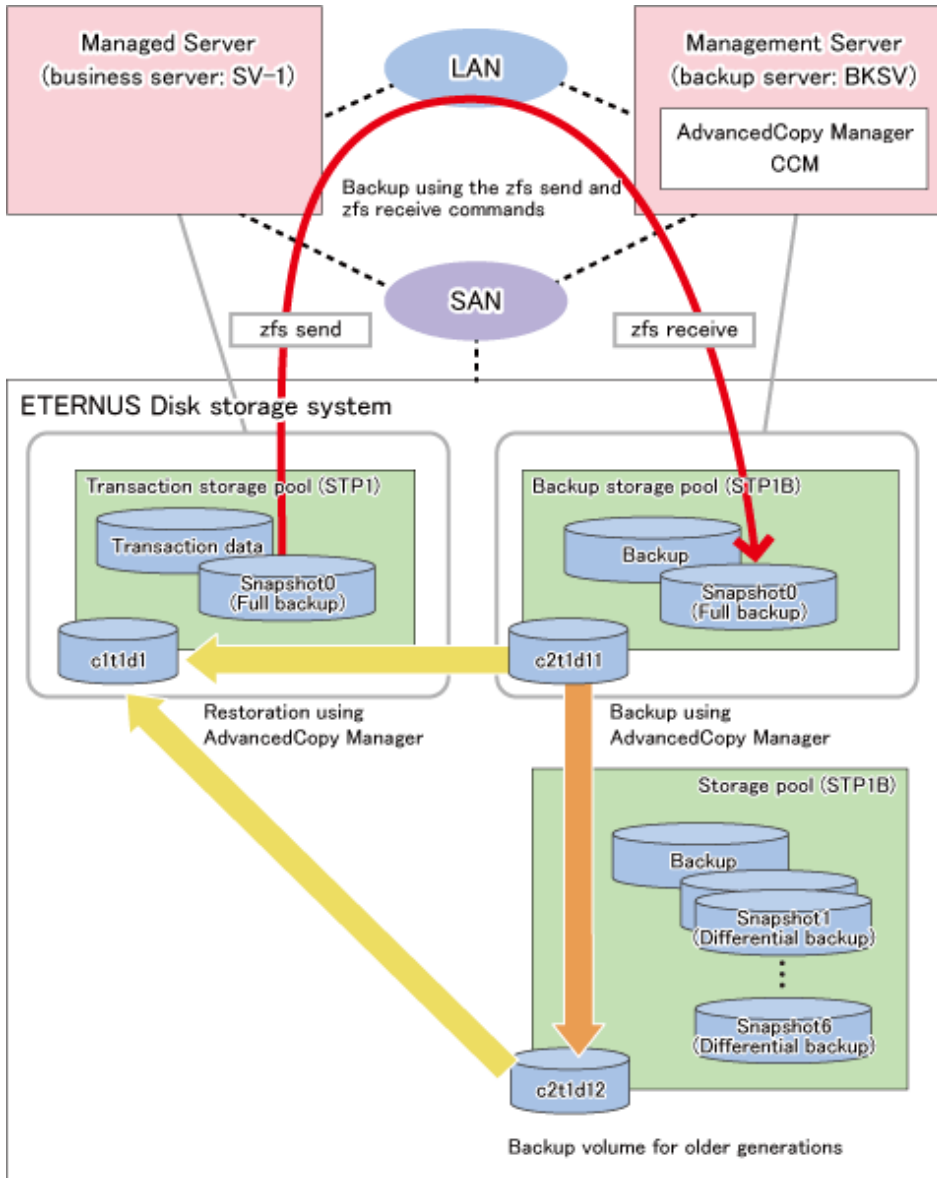 Managed Server
(business server: SV-1)
LAN
Management Server
(backup server: BKSV)
AdvancedCopy Manager
CCM
Backup using the zfs send and
zfs receive commands
SAN
zfs send
zfs receive
ETERNUS Disk storage system
Transaction storage pool (STP1)
Transaction data
Snapshot0
(Full backup)
c1t1d1
Backup storage pool (STP1B)
Backup
Snapshot0
(Full backup)
c2t1d11
Restoration using
AdvancedCopy Manager
Backup using
AdvancedCopy Manager
Storage pool (STP1B)
Backup
Snapshot1
(Differential backup)
Snapshot6
(Differential backup)
c2t1d12
Backup volume for older generations